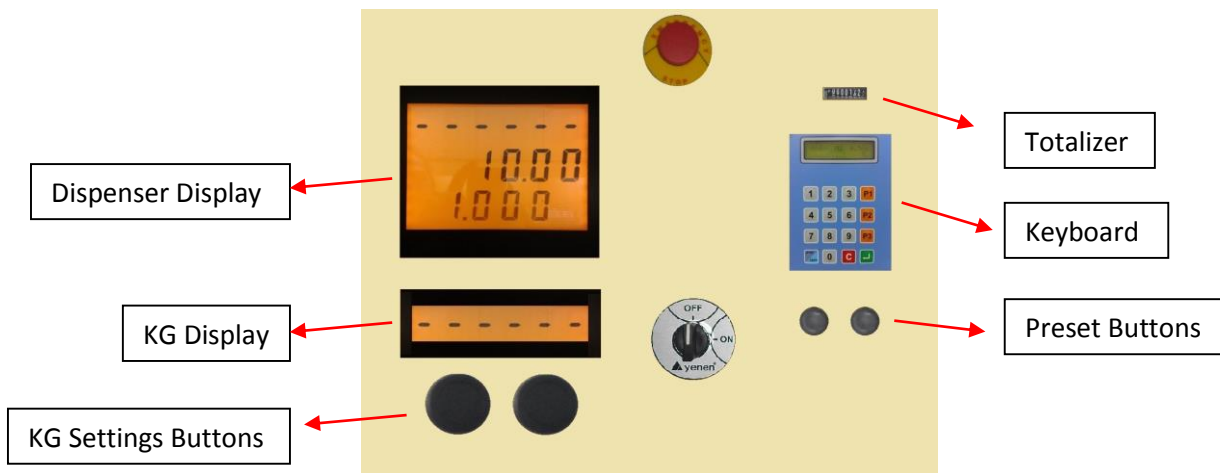 STOP
- - - - - -
10.00
1.000
Dispenser Display
Totalizer
1 2 3 P1
4 5 6 P2
7 8 9 P3
0 C
Keyboard
KG Display
- - - - - -
OFF
ON
yenen
Preset Buttons
KG Settings Buttons